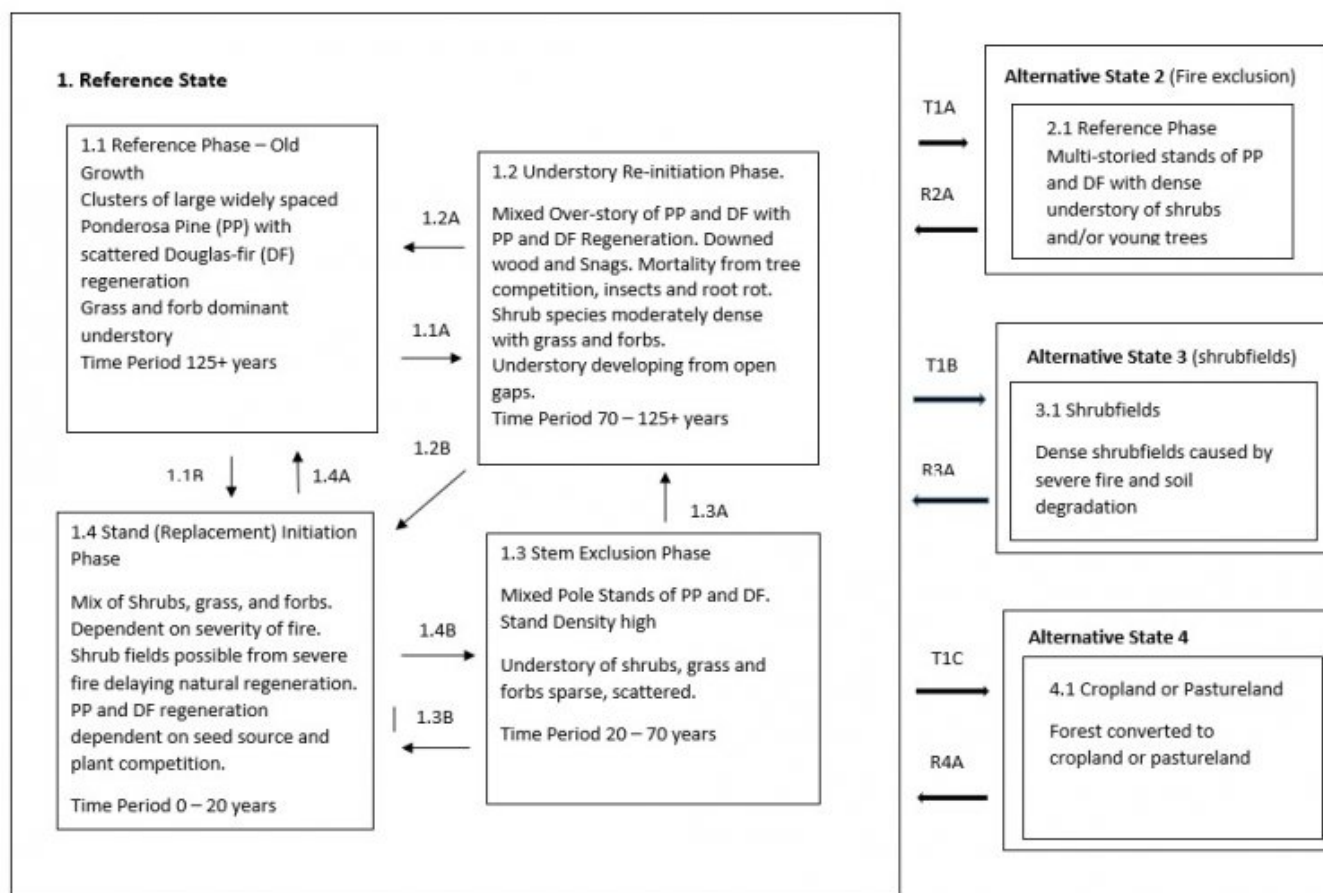 1. Reference State
1.1 Reference Phase – Old
Growth
Clusters of large widely spaced
Ponderosa Pine (PP) with
scattered Douglas-fir (DF)
regeneration
Grass and forb dominant
understory
Time Period 125+ years
1.2A
1.1A
1.2 Understory Re-initiation Phase.
Mixed Over-story of PP and DF with
PP and DF Regeneration. Downed
wood and Snags. Mortality from tree
competition, insects and root rot.
Shrub species moderately dense
with grass and forbs.
Understory developing from open
gaps.
Time Period 70 – 125+ years
1.1B
1.4A
1.2B
1.3A
1.4 Stand (Replacement) Initiation
Phase
Mix of Shrubs, grass, and forbs.
Dependent on severity of fire.
Shrub fields possible from severe
fire delaying natural regeneration.
PP and DF regeneration
dependent on seed source and
plant competition.
Time Period 0 – 20 years
1.4B
1.3B
1.3 Stem Exclusion Phase
Mixed Pole Stands of PP and DF.
Stand Density high
Understory of shrubs, grass and
forbs sparse, scattered.
Time Period 20 – 70 years
T1A
R2A
Alternative State 2 (Fire exclusion)
2.1 Reference Phase
Multi-storied stands of PP
and DF with dense
understory of shrubs
and/or young trees
T1B
R3A
Alternative State 3 (shrubfields)
3.1 Shrubfields
Dense shrubfields caused by
severe fire and soil
degradation
T1C
R4A
Alternative State 4
4.1 Cropland or Pastureland
Forest converted to
cropland or pastureland